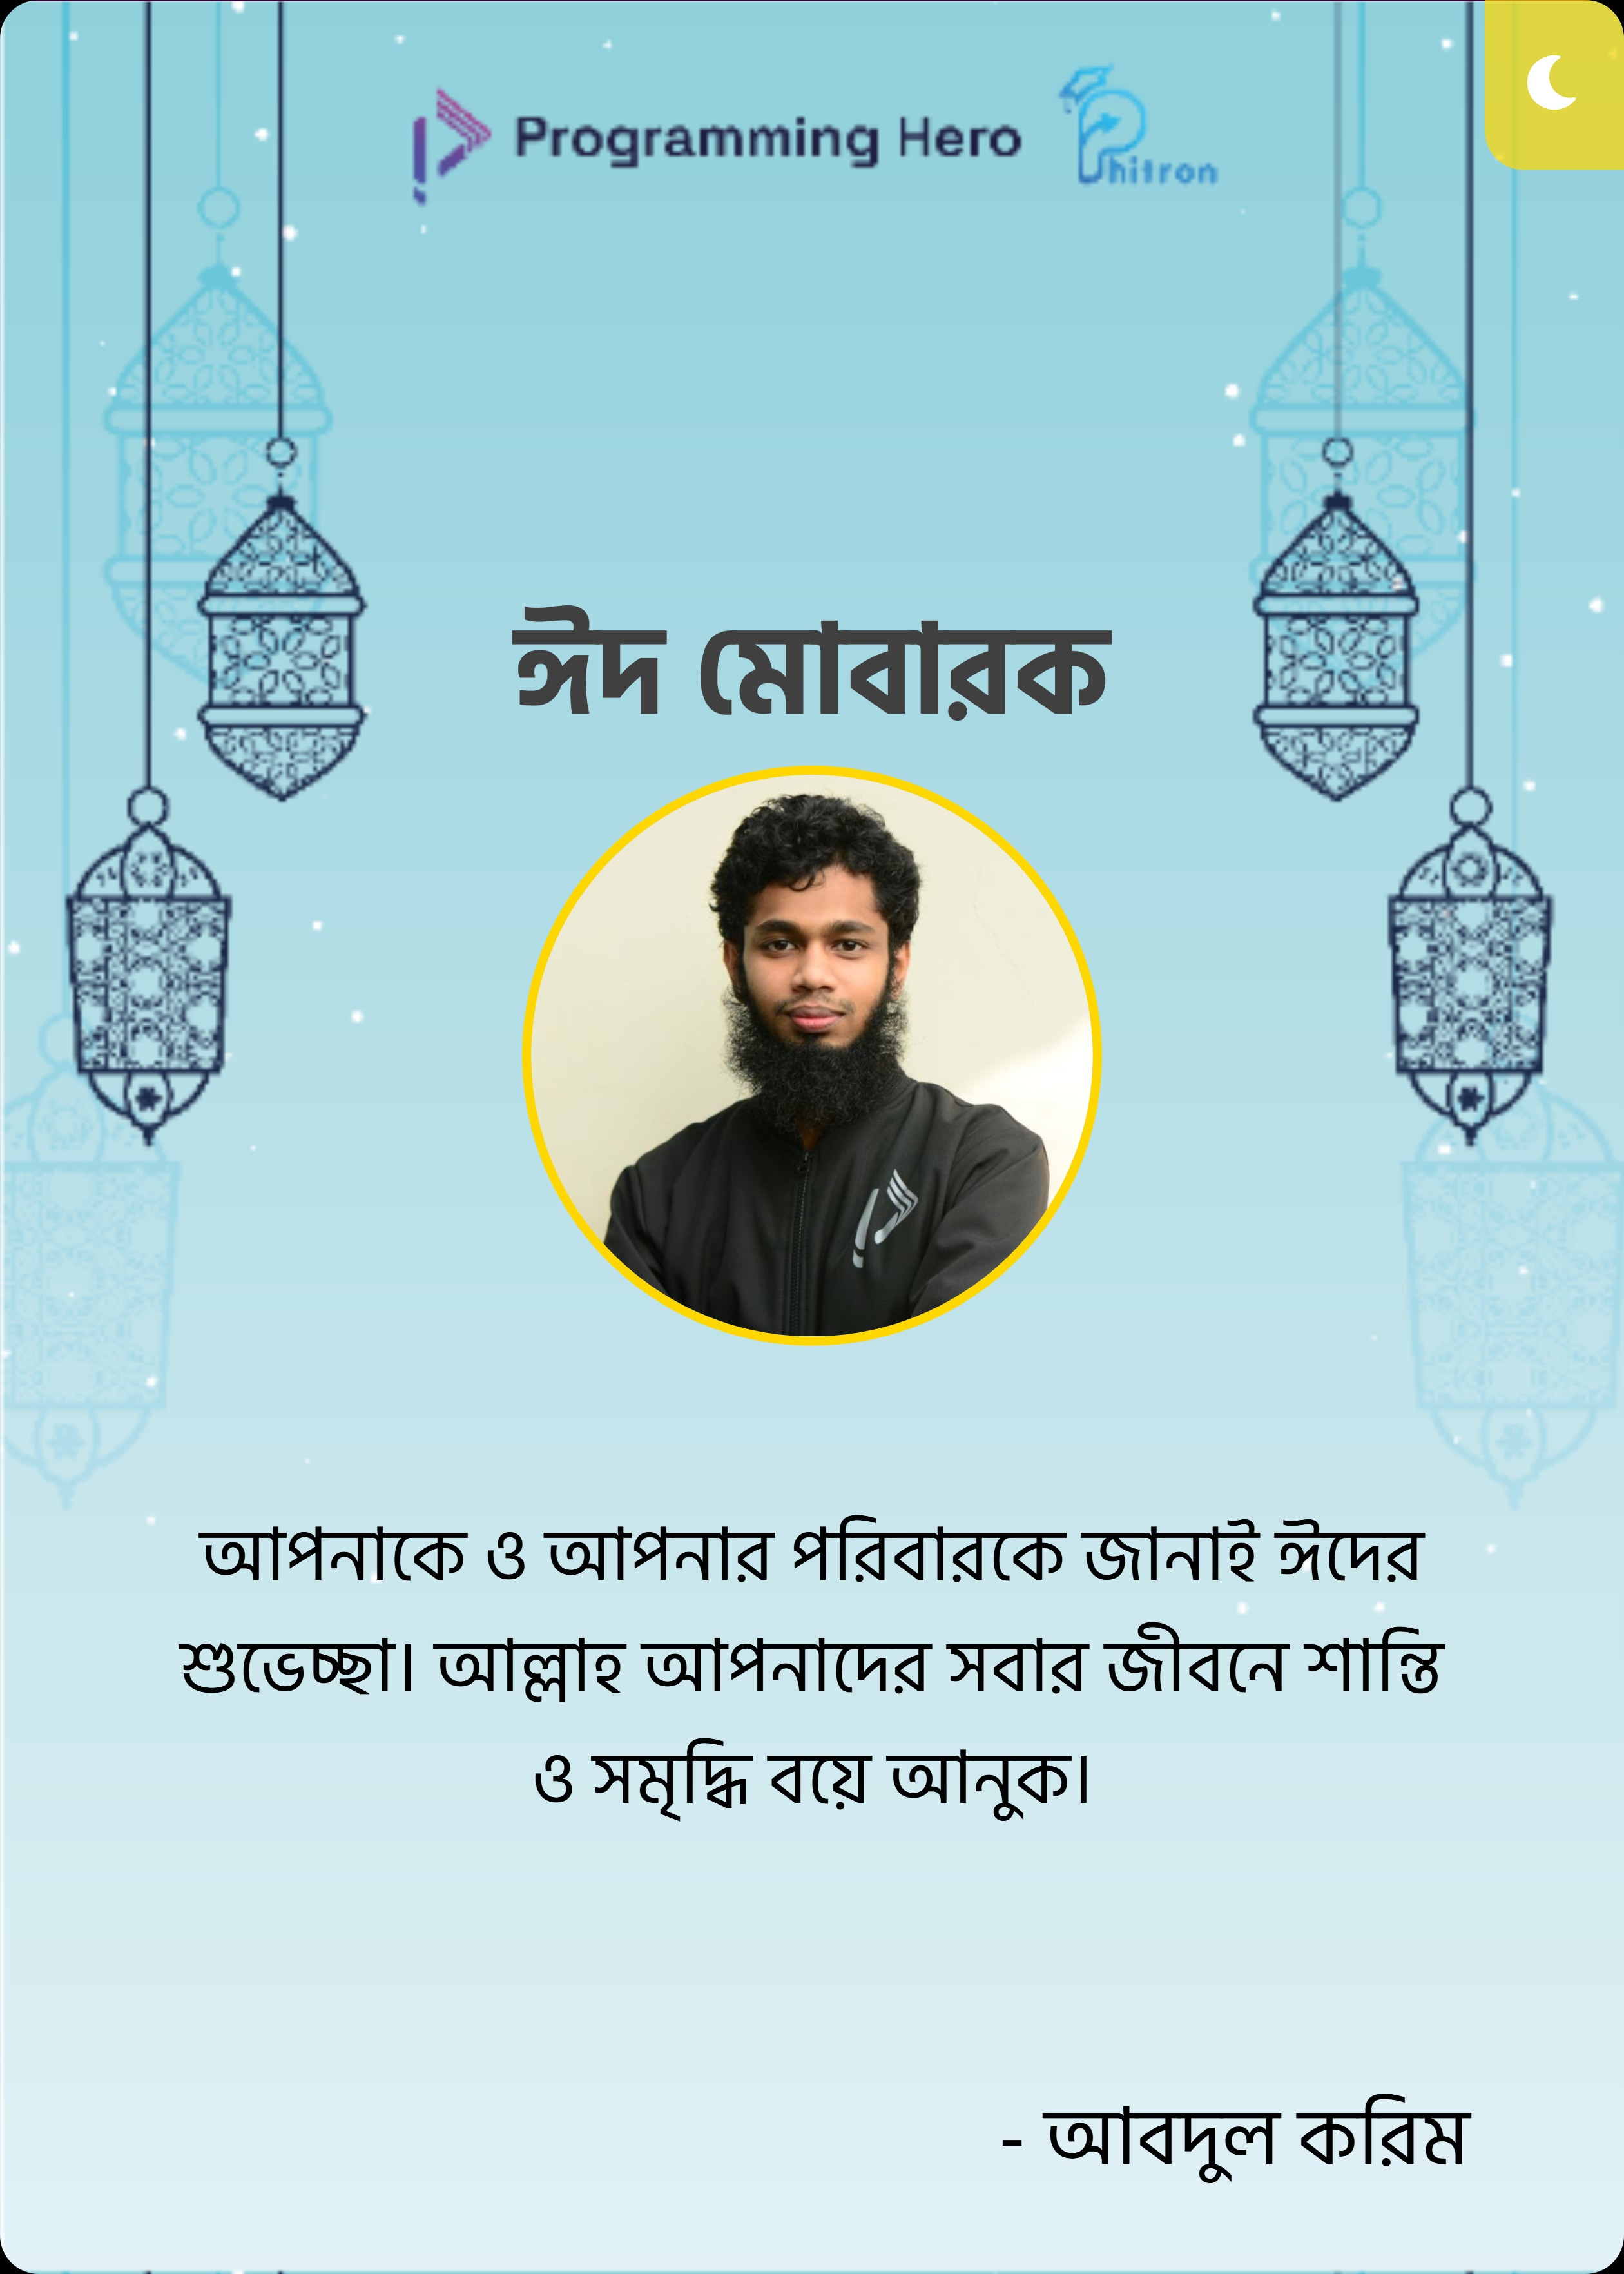 Programming Hero
Phitron
ঈদ মোবারক
আপনাকে ও আপনার পরিবারকে জানাই ঈদের
শুভেচ্ছা। আল্লাহ আপনাদের সবার জীবনে শান্তি
ও সমৃদ্ধি বয়ে আনুক।
- আবদুল করিম